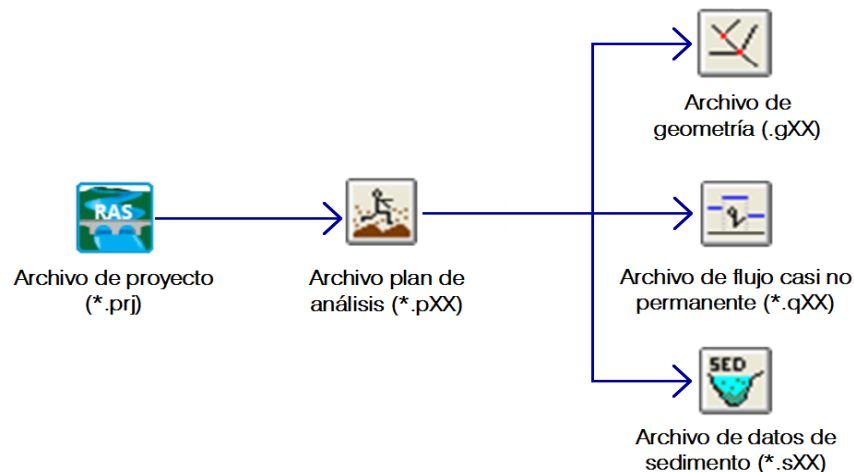 Archivo de
geometría (.gXX)
RAS
Archivo de proyecto
(*.prj)
Archivo plan de
análisis (*.pXX)
q
Archivo de flujo casi no
permanente (*.qXX)
SED
Archivo de datos de
sedimento (*.sXX)